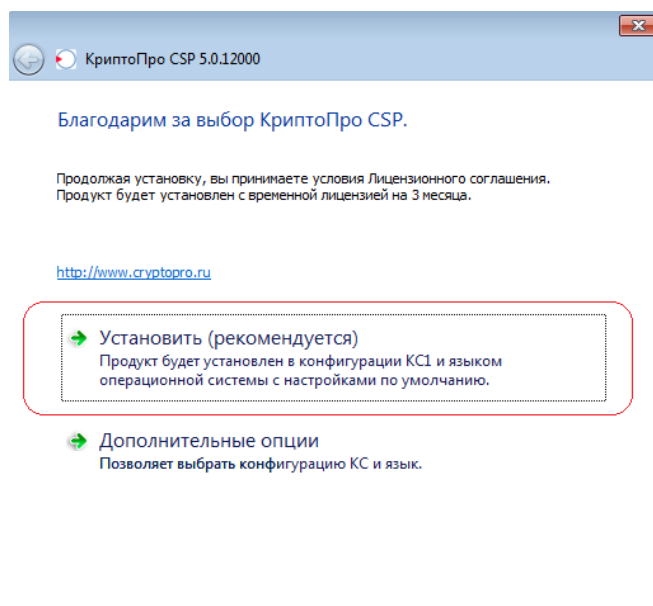 КриптоПро CSP 5.0.12000
Благодарим за выбор КриптоПро CSP.
Продолжая установку, вы принимаете условия Лицензионного соглашения.
Продукт будет установлен с временной лицензией на 3 месяца.
http://www.cryptopro.ru
Установить (рекомендуется)
Продукт будет установлен в конфигурации КС1 и языком
операционной системы с настройками по умолчанию.
Дополнительные опции
Позволяет выбрать конфигурацию КС и язык.